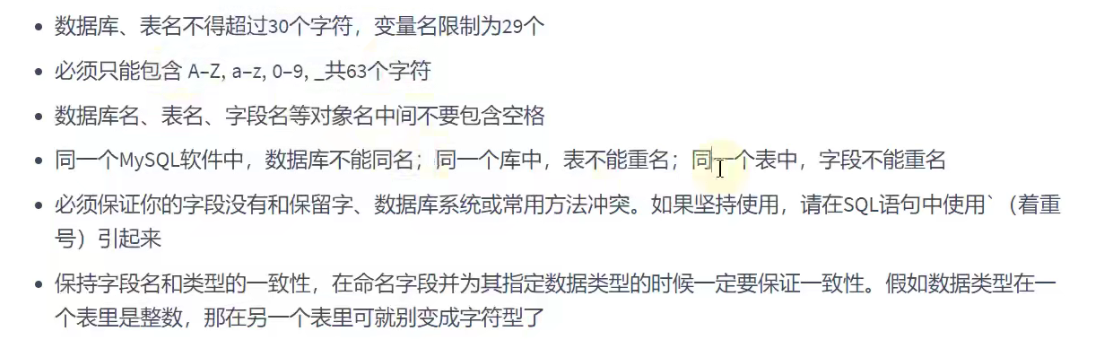 • 数据库、表名不得超过30个字符，变量名限制为29个
• 必须只能包含 A–Z, a–z, 0–9, _共63个字符
• 数据库名、表名、字段名等对象名中间不要包含空格
• 同一个MySQL软件中，数据库不能同名；同一个库中，表不能重名；同一个表中，字段不能重名
• 必须保证你的字段没有和保留字、数据库系统或常用方法冲突。如果坚持使用，请在SQL语句中使用`（着重
号）引起来
• 保持字段名和类型的一致性，在命名字段并为其指定数据类型的时候一定要保证一致性。假如数据类型在一
个表里是整数，那在另一个表里可就别变成字符型了